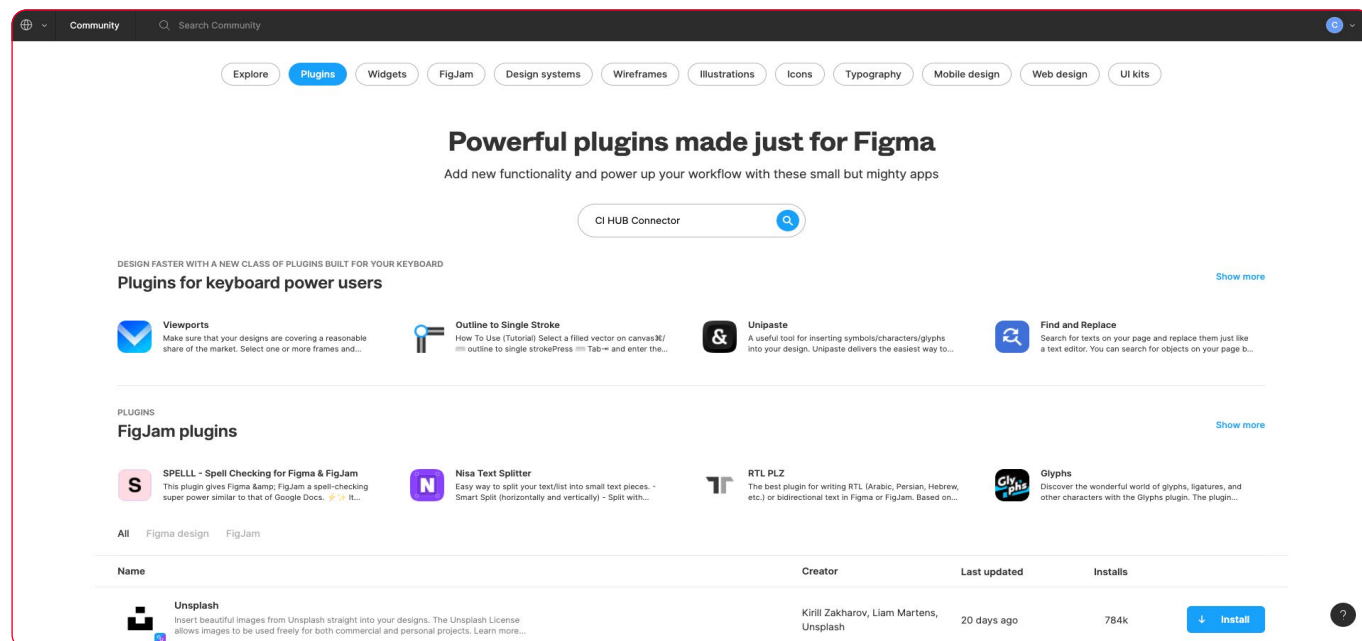 Community
Search Community
C
Explore
Plugins
Widgets
FigJam
Design systems
Wireframes
Illustrations
Icons
Typography
Mobile design
Web design
UI kits
Powerful plugins made just for Figma
Add new functionality and power up your workflow with these small but mighty apps
CI HUB Connector
DESIGN FASTER WITH A NEW CLASS OF PLUGINS BUILT FOR YOUR KEYBOARD
Plugins for keyboard power users
Show more
Viewports
Make sure that your designs are covering a reasonable
share of the market. Select one or more frames and...
Outline to Single Stroke
How To Use (Tutorial) Select a filled vector on canvas⌘/
⌨️ outline to single strokePress ⌨️ Tab⇥ and enter the...
&
Unipaste
A useful tool for inserting symbols/characters/glyphs
into your design. Unipaste delivers the easiest way to...
Find and Replace
Search for texts on your page and replace them just like
a text editor. You can search for objects on your page b...
PLUGINS
FigJam plugins
Show more
S
SPELLL - Spell Checking for Figma & FigJam
This plugin gives Figma &amp; FigJam a spell-checking
super power similar to that of Google Docs. ⚡✨ It...
N
Nisa Text Splitter
Easy way to split your text/list into small text pieces. -
Smart Split (horizontally and vertically) - Split with...
RTL PLZ
The best plugin for writing RTL (Arabic, Persian, Hebrew,
etc.) or bidirectional text in Figma or FigJam. Based on...
Glyphs
Glyphs
Discover the wonderful world of glyphs, ligatures, and
other characters with the Glyphs plugin. The plugin...
All Figma design FigJam
Name Creator Last updated Installs
Unsplash
Insert beautiful images from Unsplash straight into your designs. The Unsplash License
allows images to be used freely for both commercial and personal projects. Learn more...
Kirill Zakharov, Liam Martens,
Unsplash
20 days ago
784k
Install
?